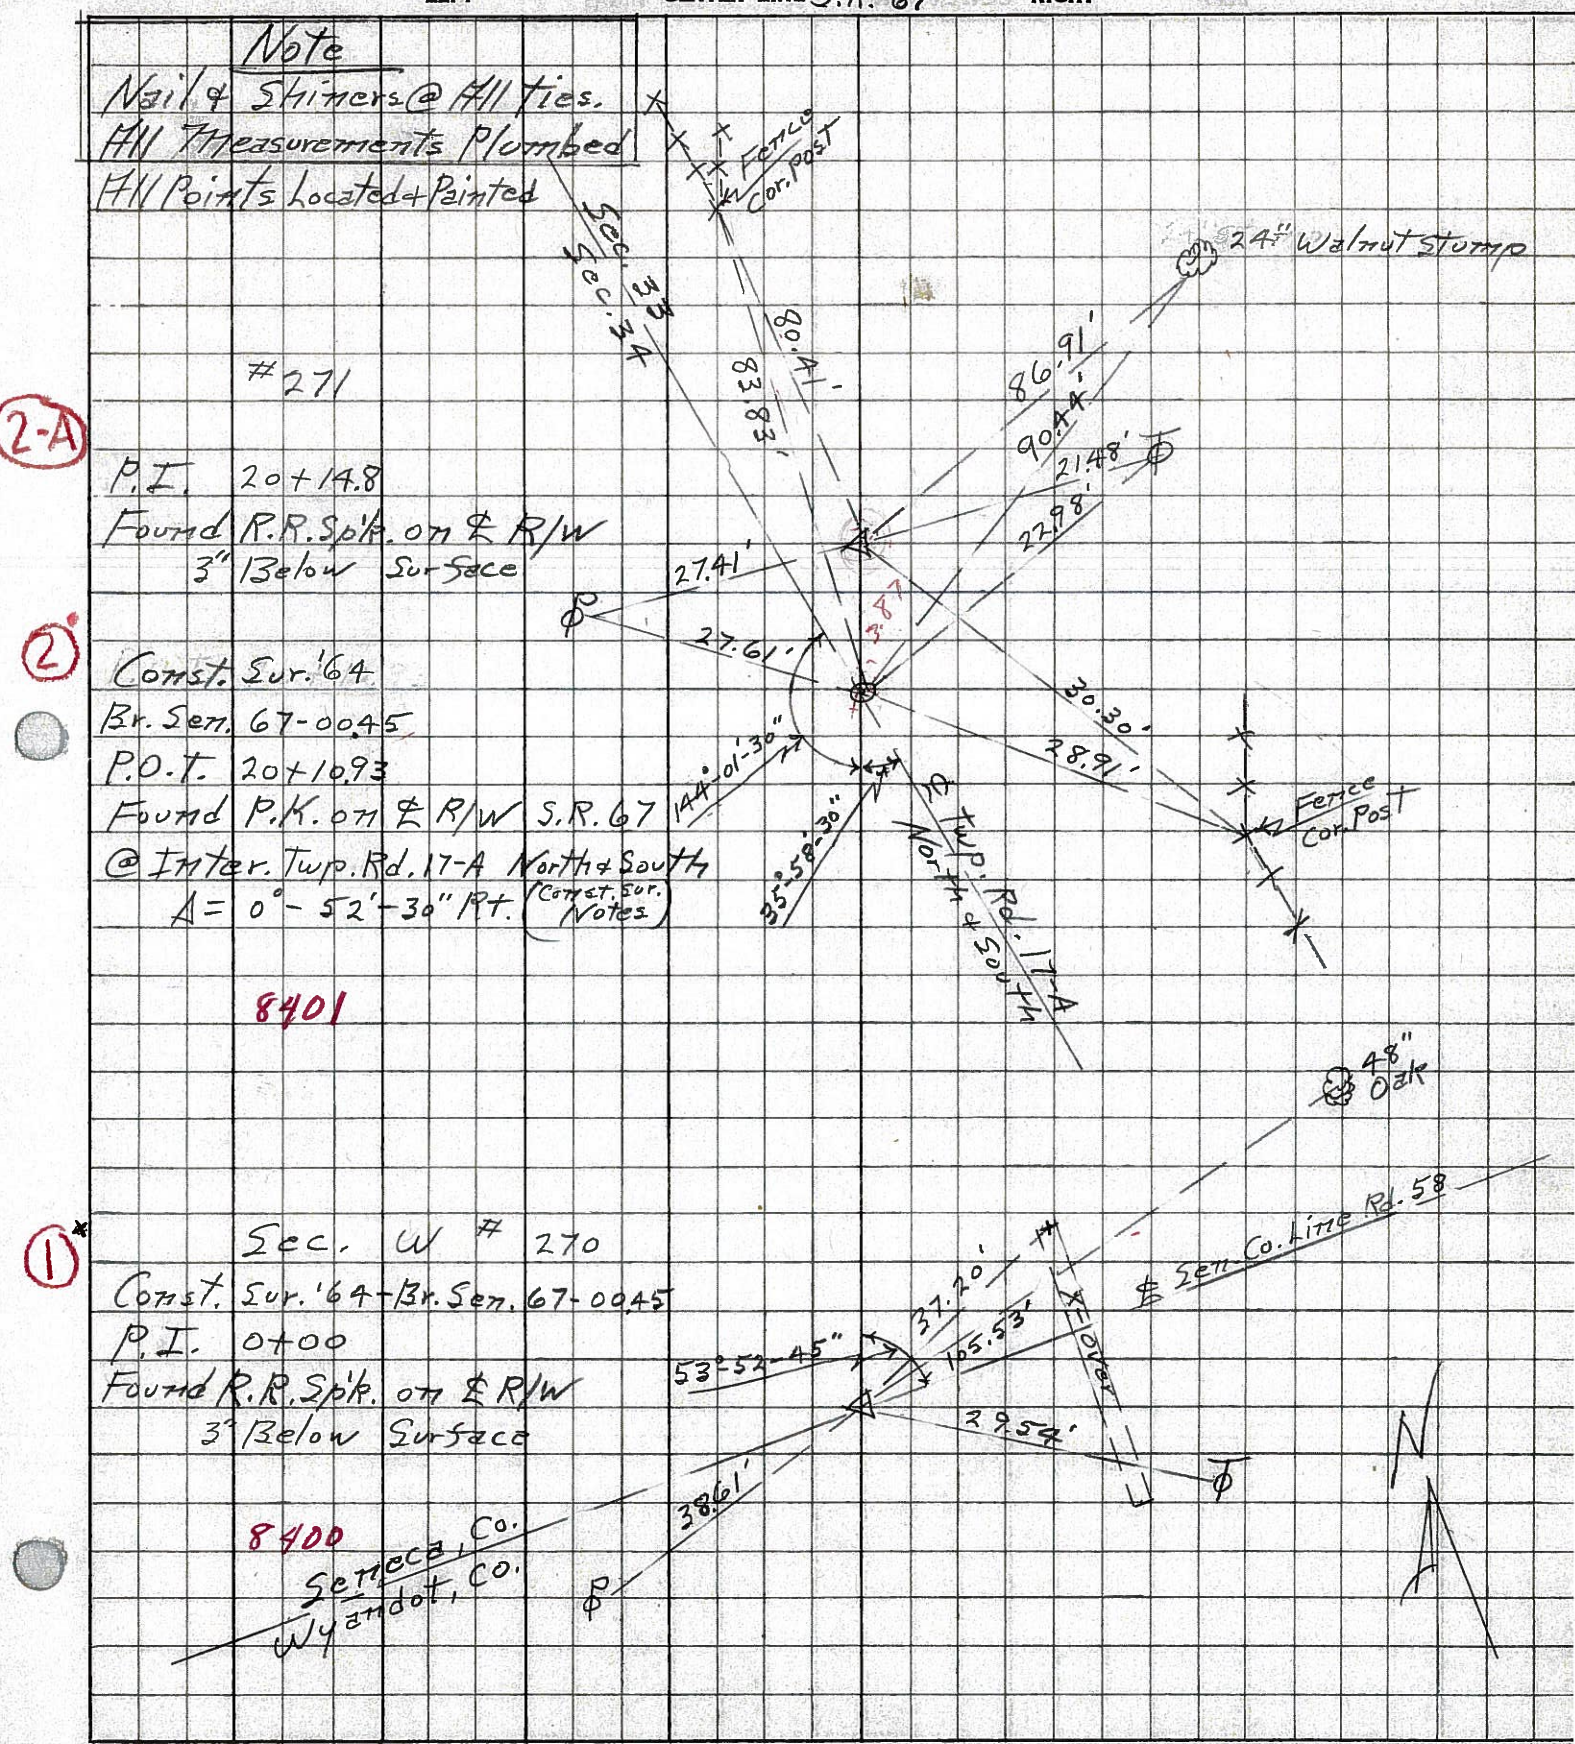 S.R. 67
Note
Nail & Shiners @ All Ties.
All Measurements Plumbed
All Points Located & Painted
Fence
Cor. Post
Sec. 33
Sec. 34
24" Walnut Stump
80.41'
83.83'
86.91'
90.44'
21.48'
22.98'
# 271
2-A
P.I. 20+14.8
Found R.R. Spk. on ℄ R/W
3" Below Surface
27.41'
P
27.61'
3.87
T
2
Const. Sur. '64
Br. Sen. 67-0045
P.O.T. 20+10.93
Found P.K. on ℄ R/W S.R. 67
@ Inter. Twp. Rd. 17-A North & South
Δ = 0°-52'-30" Rt. (Const. Sur. Notes)
144°-01'-30"
35°-58'-30"
30.30'
28.91'
Fence
Cor. Post
℄ Twp. Rd. 17-A
North & South
8401
48"
Oak
1*
Sec. W # 270
Const. Sur. '64-Br. Sen. 67-0045
P.I. 0+00
Found R.R. Spk. on ℄ R/W
3" Below Surface
53°-52-45"
37.20'
105.53'
X-over
℄ Sen. Co. Line Rd. 58
29.54'
T
38.61'
P
8400
Seneca, Co.
Wyandot, Co.
N